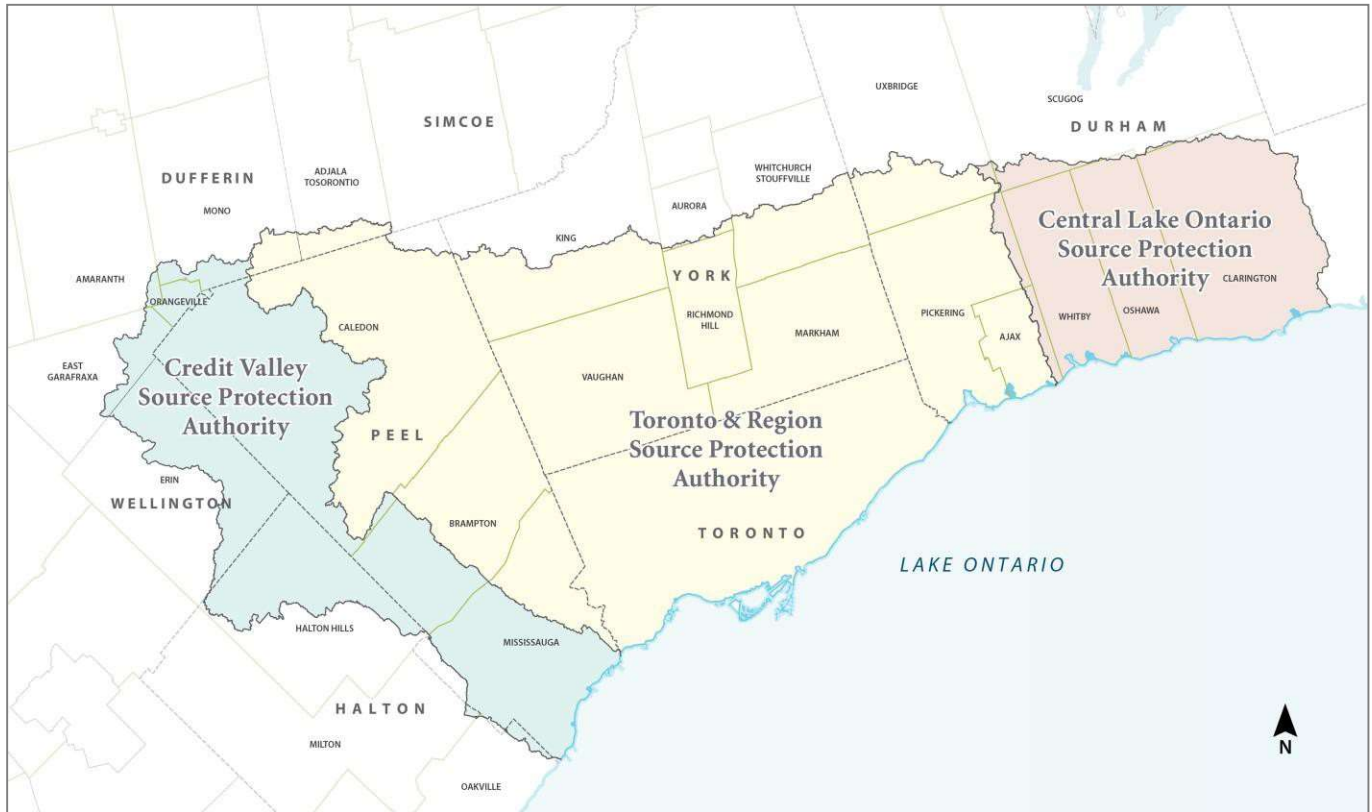 UXBRIDGE
SCUGOG
SIMCOE
DURHAM
DUFFERIN
ADJALA
TOSORONTIO
WHITCHURCH
STOUFFVILLE
MONO
AURORA
KING
Central Lake Ontario
Source Protection
Authority
AMARANTH
YORK
CLARINGTON
ORANGEVILLE
RICHMOND
HILL
PICKERING
WHITBY
OSHAWA
CALEDON
MARKHAM
AJAX
EAST
GARAFRAXA
Credit Valley
Source Protection
Authority
VAUGHAN
PEEL
Toronto & Region
Source Protection
Authority
ERIN
WELLINGTON
BRAMPTON
TORONTO
LAKE ONTARIO
HALTON HILLS
MISSISSAUGA
HALTON
MILTON
OAKVILLE
N